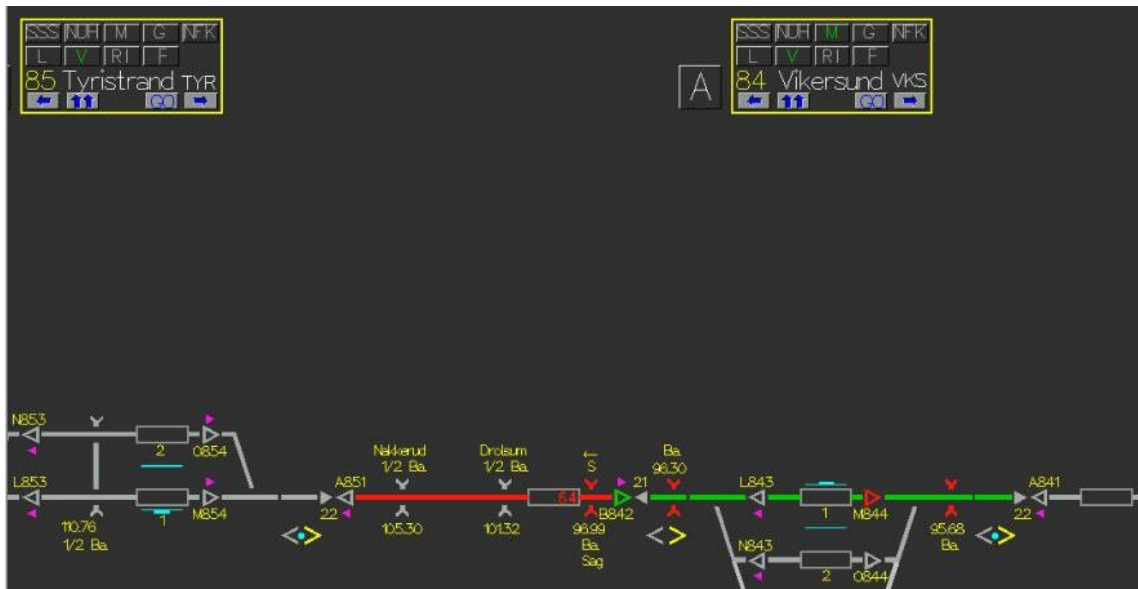 SSS NUH M G NFK
L V RI F
85 Tyristrand TYR
GO
A
SSS NUH M G NFK
L V RI F
84 Vikersund VKS
GO
N853
2
O854
L853
1
M854
110.76
1/2 Ba.
A851
22
Nakkerud
1/2 Ba.
105.30
Drolsum
1/2 Ba.
101.32
64
S
96.99
Ba.
Sag
B842
21
Ba.
96.30
L843
1
M844
N843
2
O844
95.68
Ba.
A841
22